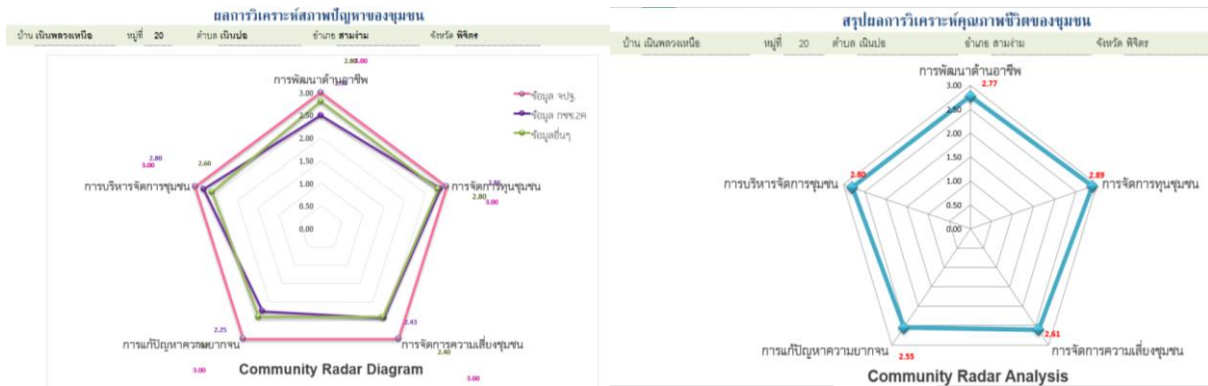 ผลการวิเคราะห์สภาพปัญหาของชุมชน
บ้าน เนินพลวงเหนือ หมู่ที่ 20 ตำบล เนินปอ อำเภอ สามง่าม จังหวัด พิจิตร
2.80 3.00
การพัฒนาด้านอาชีพ
3.00
2.50
2.00
1.50
1.00
0.50
0.00
ข้อมูล จปฐ.
ข้อมูล กชช.2ค
ข้อมูลอื่นๆ
2.80
3.00
2.60
การบริหารจัดการชุมชน
การจัดการทุนชุมชน
2.80
3.00
2.25
2.43
การแก้ปัญหาความยากจน
การจัดการความเสี่ยงชุมชน
2.40
3.00
3.00
Community Radar Diagram
สรุปผลการวิเคราะห์คุณภาพชีวิตของชุมชน
บ้าน เนินพลวงเหนือ หมู่ที่ 20 ตำบล เนินปอ อำเภอ สามง่าม จังหวัด พิจิตร
การพัฒนาด้านอาชีพ
3.00
2.77
2.50
2.00
1.50
1.00
0.50
0.00
การบริหารจัดการชุมชน
2.80
2.89
การจัดการทุนชุมชน
2.61
การแก้ปัญหาความยากจน
2.55
การจัดการความเสี่ยงชุมชน
Community Radar Analysis